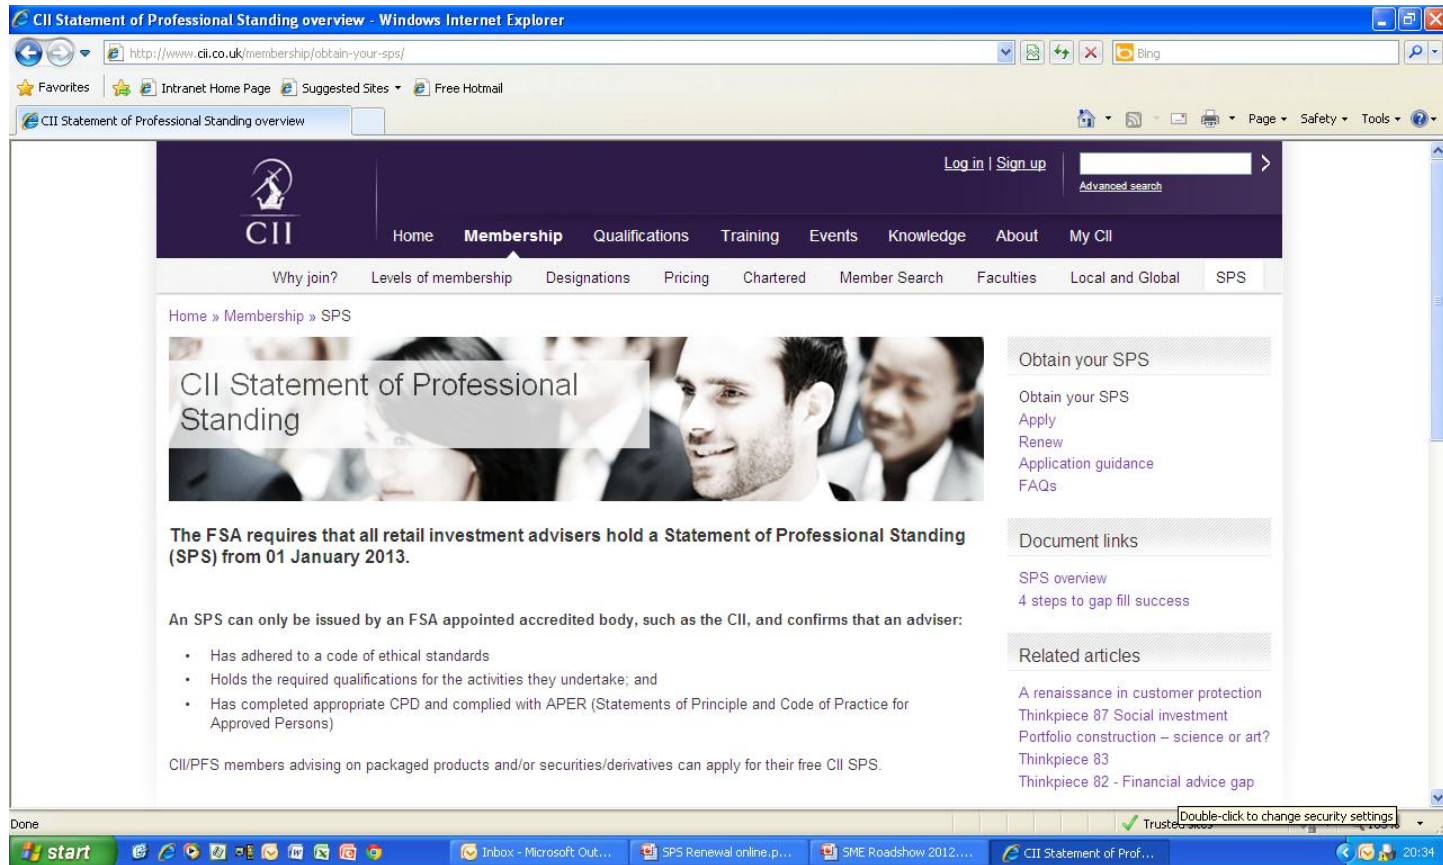 CII Statement of Professional Standing overview - Windows Internet Explorer
http://www.cii.co.uk/membership/obtain-your-sps/
Bing
Favorites Intranet Home Page Suggested Sites Free Hotmail
CII Statement of Professional Standing overview
Page Safety Tools
Log in | Sign up
Advanced search
CII
Home Membership Qualifications Training Events Knowledge About My CII
Why join? Levels of membership Designations Pricing Chartered Member Search Faculties Local and Global SPS
Home » Membership » SPS
CII Statement of Professional
Standing
The FSA requires that all retail investment advisers hold a Statement of Professional Standing
(SPS) from 01 January 2013.
An SPS can only be issued by an FSA appointed accredited body, such as the CII, and confirms that an adviser:
• Has adhered to a code of ethical standards
• Holds the required qualifications for the activities they undertake; and
• Has completed appropriate CPD and complied with APER (Statements of Principle and Code of Practice for
Approved Persons)
CII/PFS members advising on packaged products and/or securities/derivatives can apply for their free CII SPS.
Obtain your SPS
Obtain your SPS
Apply
Renew
Application guidance
FAQs
Document links
SPS overview
4 steps to gap fill success
Related articles
A renaissance in customer protection
Thinkpiece 87 Social investment
Portfolio construction – science or art?
Thinkpiece 83
Thinkpiece 82 - Financial advice gap
Double-click to change security settings
Done
start
Inbox - Microsoft Out... SPS Renewal online.p... SME Roadshow 2012.... CII Statement of Prof... 20:34